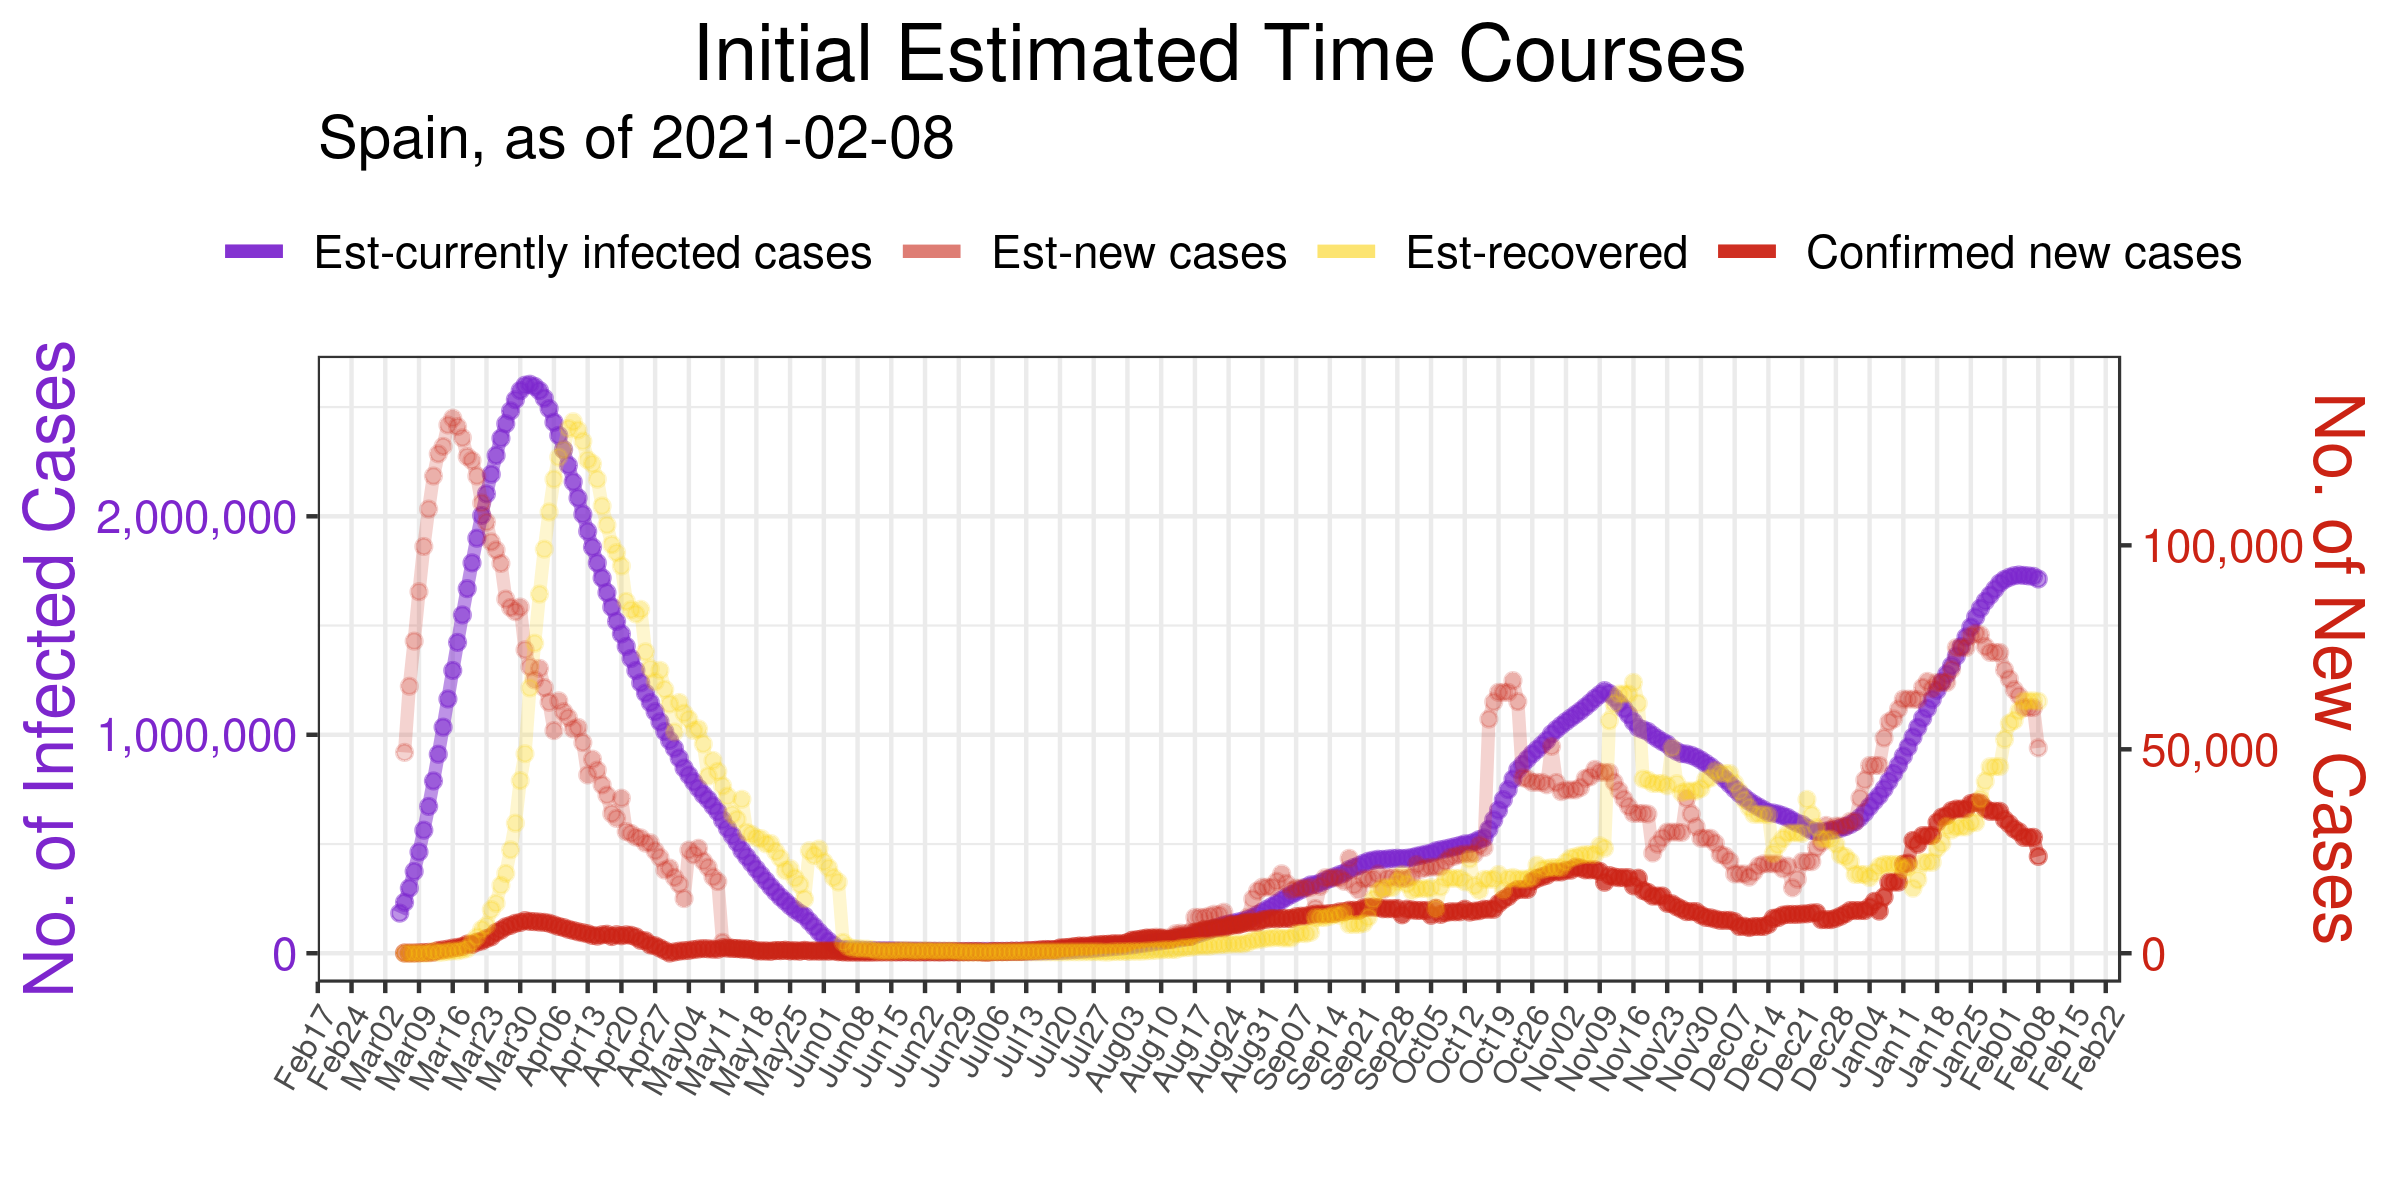 Initial Estimated Time Courses
Spain, as of 2021-02-08
Est-currently infected cases
Est-new cases
Est-recovered
Confirmed new cases
No. of Infected Cases
2,000,000
1,000,000
0
100,000
50,000
0
No. of New Cases
Feb17
Feb24
Mar02
Mar09
Mar16
Mar23
Mar30
Apr06
Apr13
Apr20
Apr27
May04
May11
May18
May25
Jun01
Jun08
Jun15
Jun22
Jun29
Jul06
Jul13
Jul20
Jul27
Aug03
Aug10
Aug17
Aug24
Aug31
Sep07
Sep14
Sep21
Sep28
Oct05
Oct12
Oct19
Oct26
Nov02
Nov09
Nov16
Nov23
Nov30
Dec07
Dec14
Dec21
Dec28
Jan04
Jan11
Jan18
Jan25
Feb01
Feb08
Feb15
Feb22